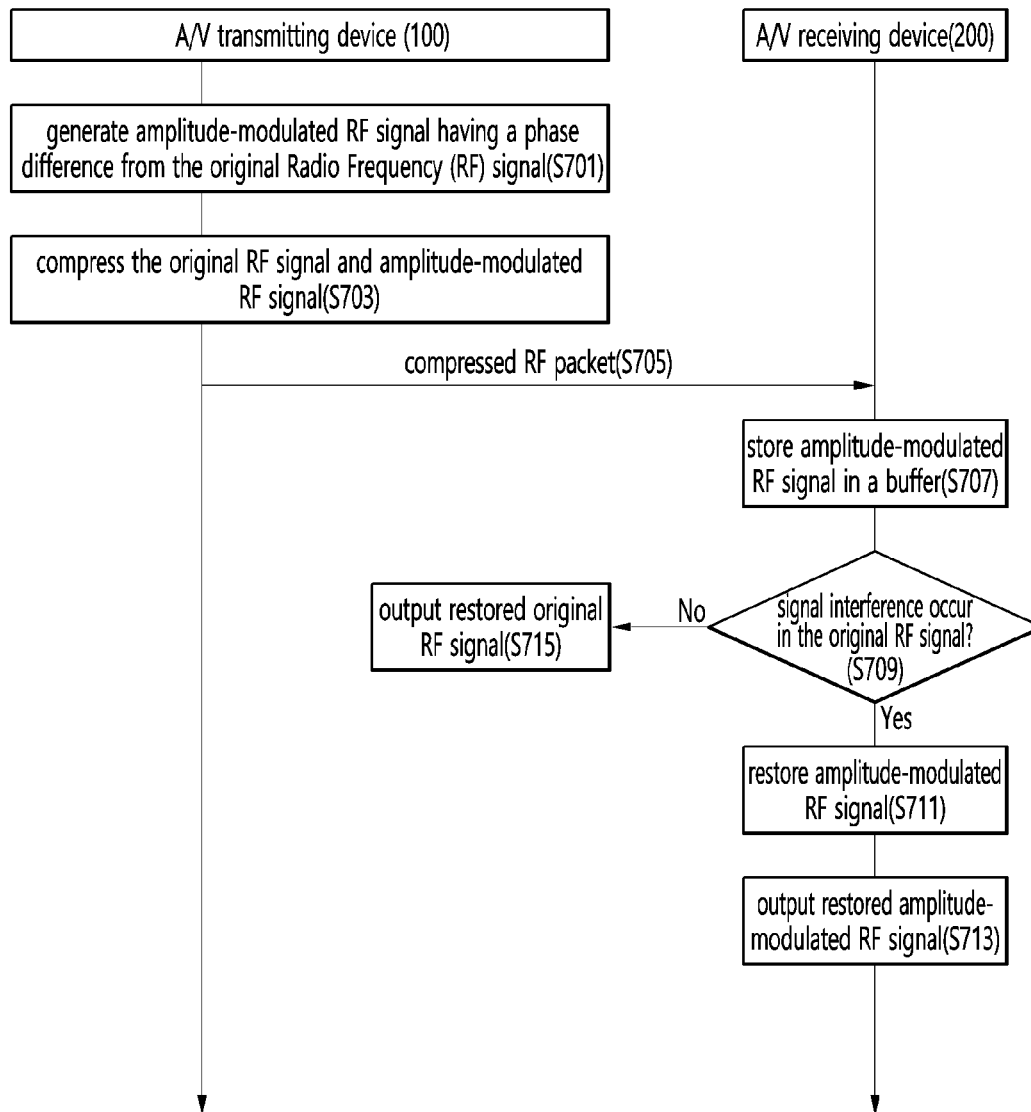 A/V transmitting device (100)
A/V receiving device(200)
generate amplitude-modulated RF signal having a phase
difference from the original Radio Frequency (RF) signal(S701)
compress the original RF signal and amplitude-modulated
RF signal(S703)
compressed RF packet(S705)
store amplitude-modulated
RF signal in a buffer(S707)
signal interference occur
in the original RF signal?
(S709)
No
output restored original
RF signal(S715)
Yes
restore amplitude-modulated
RF signal(S711)
output restored amplitude-
modulated RF signal(S713)